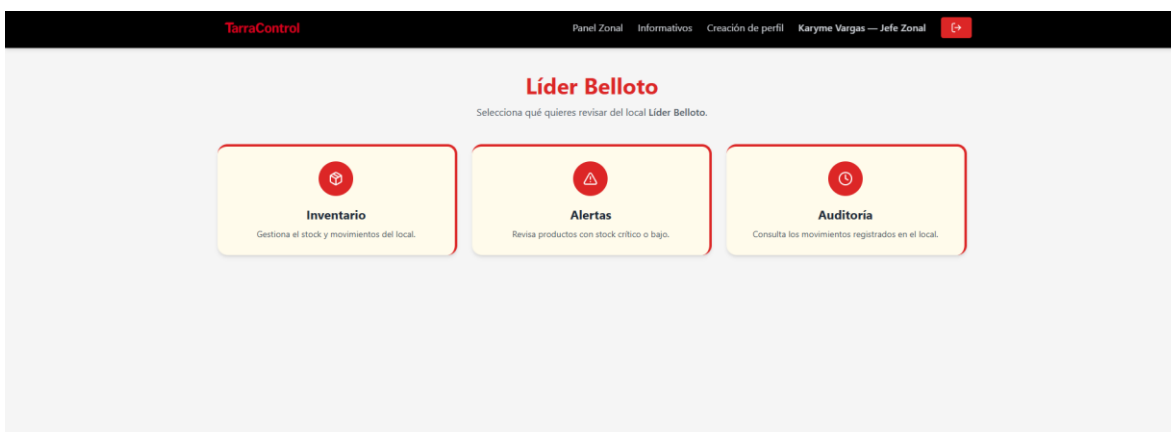 TarraControl
Panel Zonal Informativos Creación de perfil Karyme Vargas — Jefe Zonal
Líder Belloto
Selecciona qué quieres revisar del local Líder Belloto.
Inventario
Gestiona el stock y movimientos del local.
Alertas
Revisa productos con stock crítico o bajo.
Auditoría
Consulta los movimientos registrados en el local.